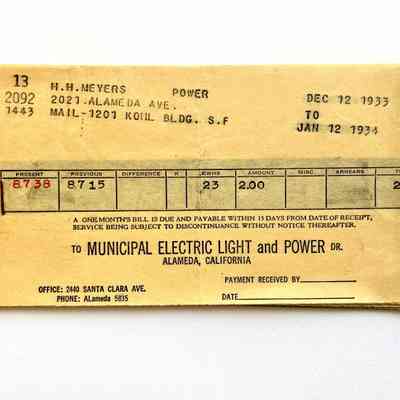 13 H.H.MEYERS POWER
2092 2021 ALAMEDA AVE. DEC 12 1933
1443 MAIL-1201 KOHL BLDG. S.F TO
JAN 12 1934
PRESENT PREVIOUS DIFFERENCE K KWHS AMOUNT MISC ARREARS
8738 8715 23 2.00
A ONE MONTH'S BILL IS DUE AND PAYABLE WITHIN 15 DAYS FROM DATE OF RECEIPT,
SERVICE BEING SUBJECT TO DISCONTINUANCE WITHOUT NOTICE THEREAFTER.
TO MUNICIPAL ELECTRIC LIGHT and POWER DR.
ALAMEDA, CALIFORNIA
OFFICE: 2440 SANTA CLARA AVE. PAYMENT RECEIVED BY
PHONE: ALameda 5835 DATE